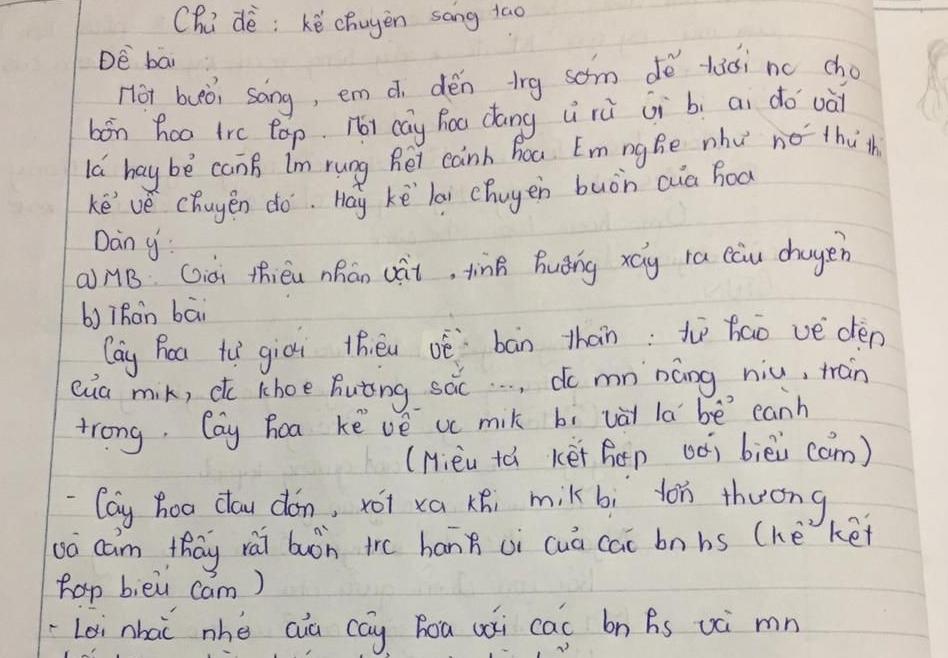 Chủ đề : kể chuyện sáng tạo
Đề bài :
Một buổi sáng, em đi đến trg sớm để tưới nc cho
bồn hoa trc lớp. Một cây hoa đang ủ rũ vì bị ai đó vặt
lá hay bẻ cành lm rụng hết cánh hoa. Em nghe như nó thủ th
kể về chuyện đó. Hãy kể lại chuyện buồn của hoa
Dàn ý:
a) MB: Giới thiệu nhân vật, tình huống xảy ra câu chuyện
b) Thân bài
Cây hoa tự giới thiệu về bản thân : tự hào về vẻ đẹp
của mik, đc khoe hương sắc ..., đc mn nâng niu, trân
trọng. Cây hoa kể về vc mik bị vặt lá bẻ cành
(Miêu tả kết hợp với biểu cảm)
- Cây hoa đau đớn, xót xa khi mik bị tổn thương
và cảm thấy rất buồn trc hành vi của các bn hs (kể kết
hợp biểu cảm)
- Lời nhắc nhở của cây hoa với các bn hs và mn